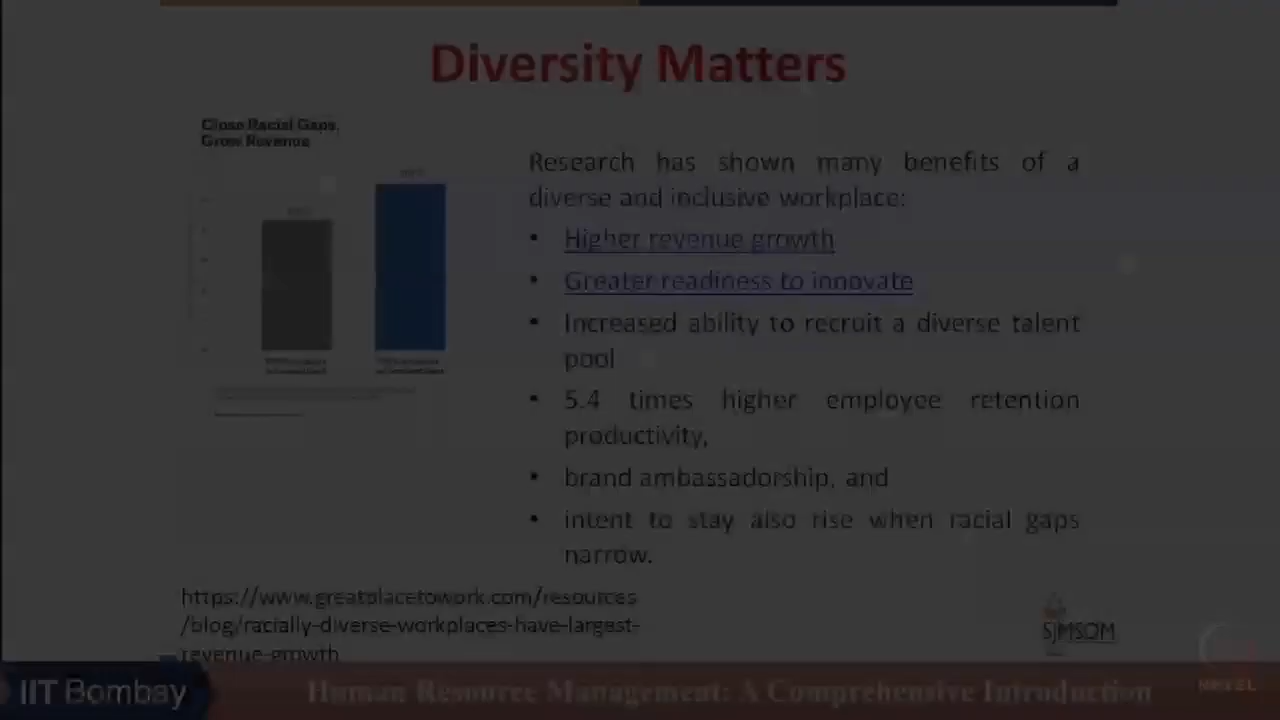 Diversity Matters
Close Racial Gaps,
Grow Revenue
Research has shown many benefits of a
diverse and inclusive workplace:
• Higher revenue growth
• Greater readiness to innovate
• Increased ability to recruit a diverse talent
pool
• 5.4 times higher employee retention
productivity,
• brand ambassadorship, and
• intent to stay also rise when racial gaps
narrow.
https://www.greatplacetowork.com/resources
/blog/racially-diverse-workplaces-have-largest-
revenue-growth
SJMSOM
IIT Bombay
Human Resource Management: A Comprehensive Introduction
NPTEL